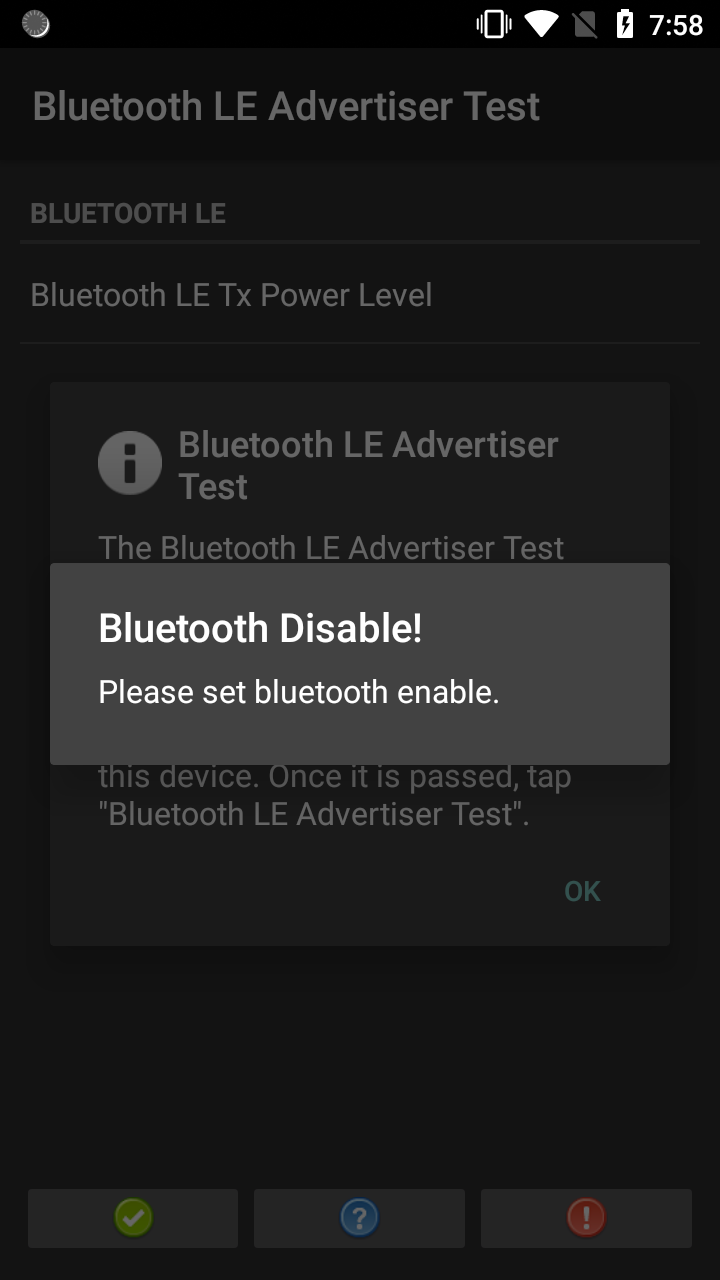 7:58
Bluetooth LE Advertiser Test
BLUETOOTH LE
Bluetooth LE Tx Power Level
Bluetooth LE Advertiser
Test
The Bluetooth LE Advertiser Test
Bluetooth Disable!
Please set bluetooth enable.
this device. Once it is passed, tap
"Bluetooth LE Advertiser Test".
OK